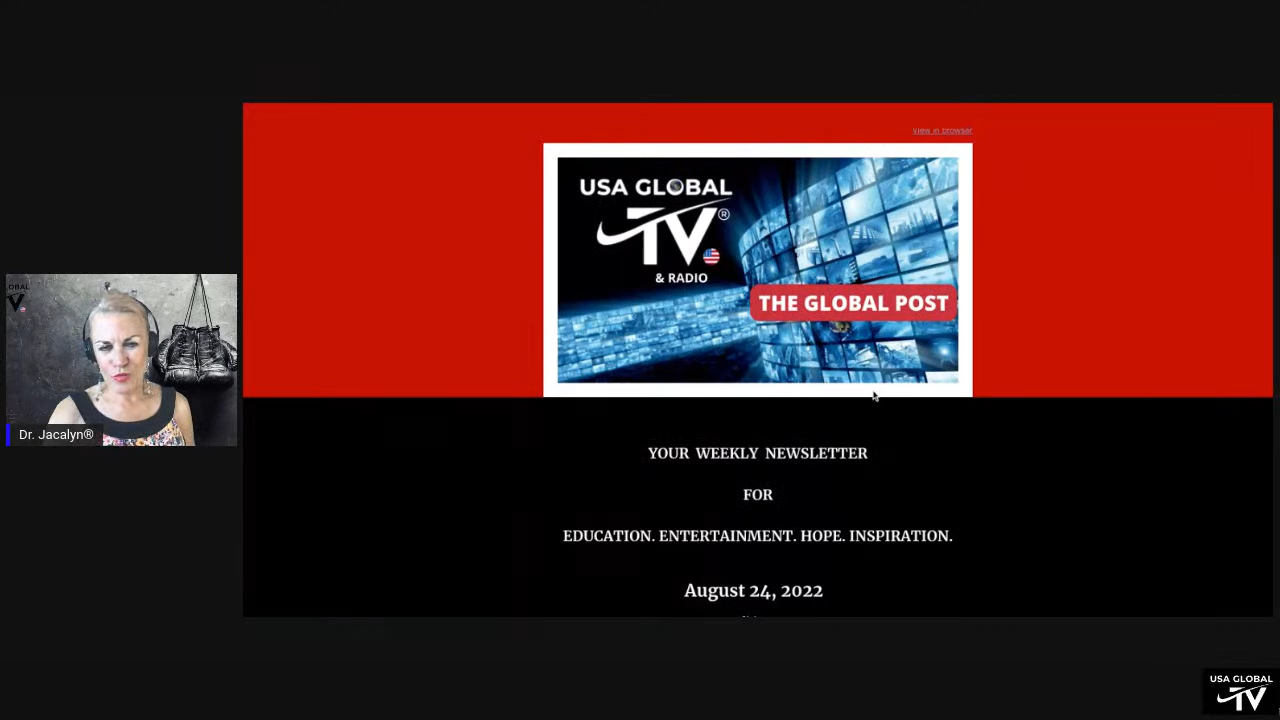 View in browser
USA GLOBAL
TV®
& RADIO
THE GLOBAL POST
OBAL
V
Dr. Jacalyn®
YOUR WEEKLY NEWSLETTER
FOR
EDUCATION. ENTERTAINMENT. HOPE. INSPIRATION.
August 24, 2022
USA GLOBAL
TV